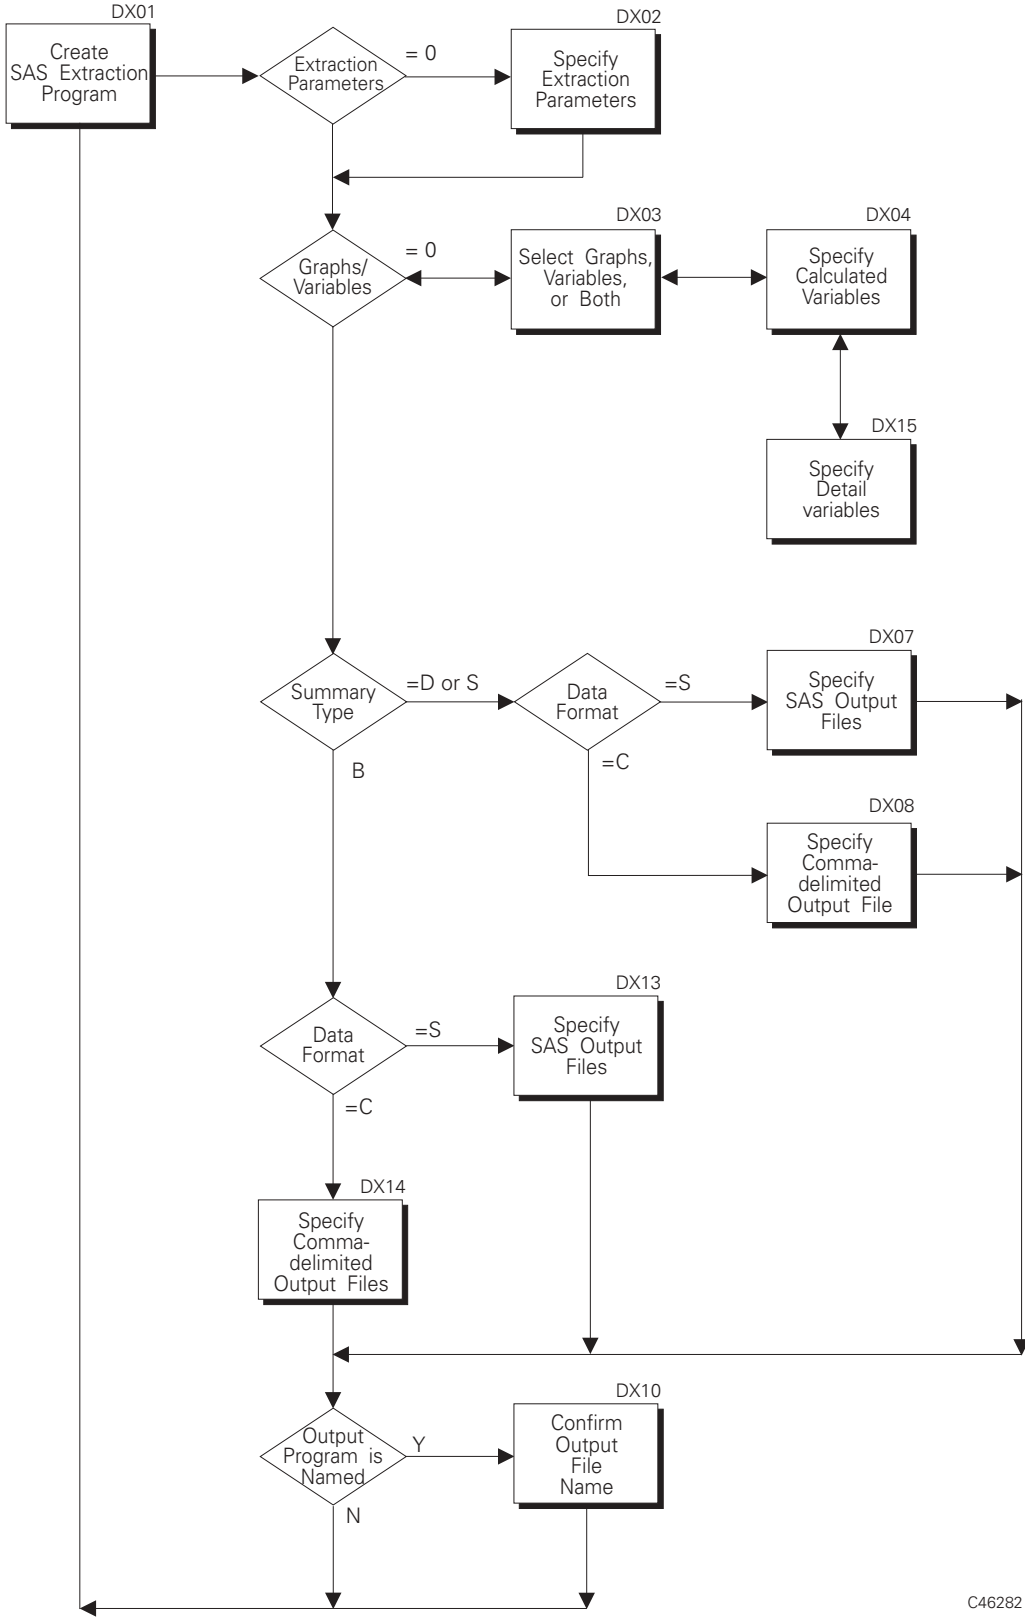 DX01
Create
SAS Extraction
Program
Extraction
Parameters
= 0
DX02
Specify
Extraction
Parameters
Graphs/
Variables
= 0
DX03
Select Graphs,
Variables,
or Both
DX04
Specify
Calculated
Variables
DX15
Specify
Detail
variables
Summary
Type
=D or S
B
Data
Format
=S
=C
DX07
Specify
SAS Output
Files
DX08
Specify
Comma-
delimited
Output File
Data
Format
=S
=C
DX13
Specify
SAS Output
Files
DX14
Specify
Comma-
delimited
Output Files
Output
Program is
Named
Y
N
DX10
Confirm
Output
File
Name
C46282